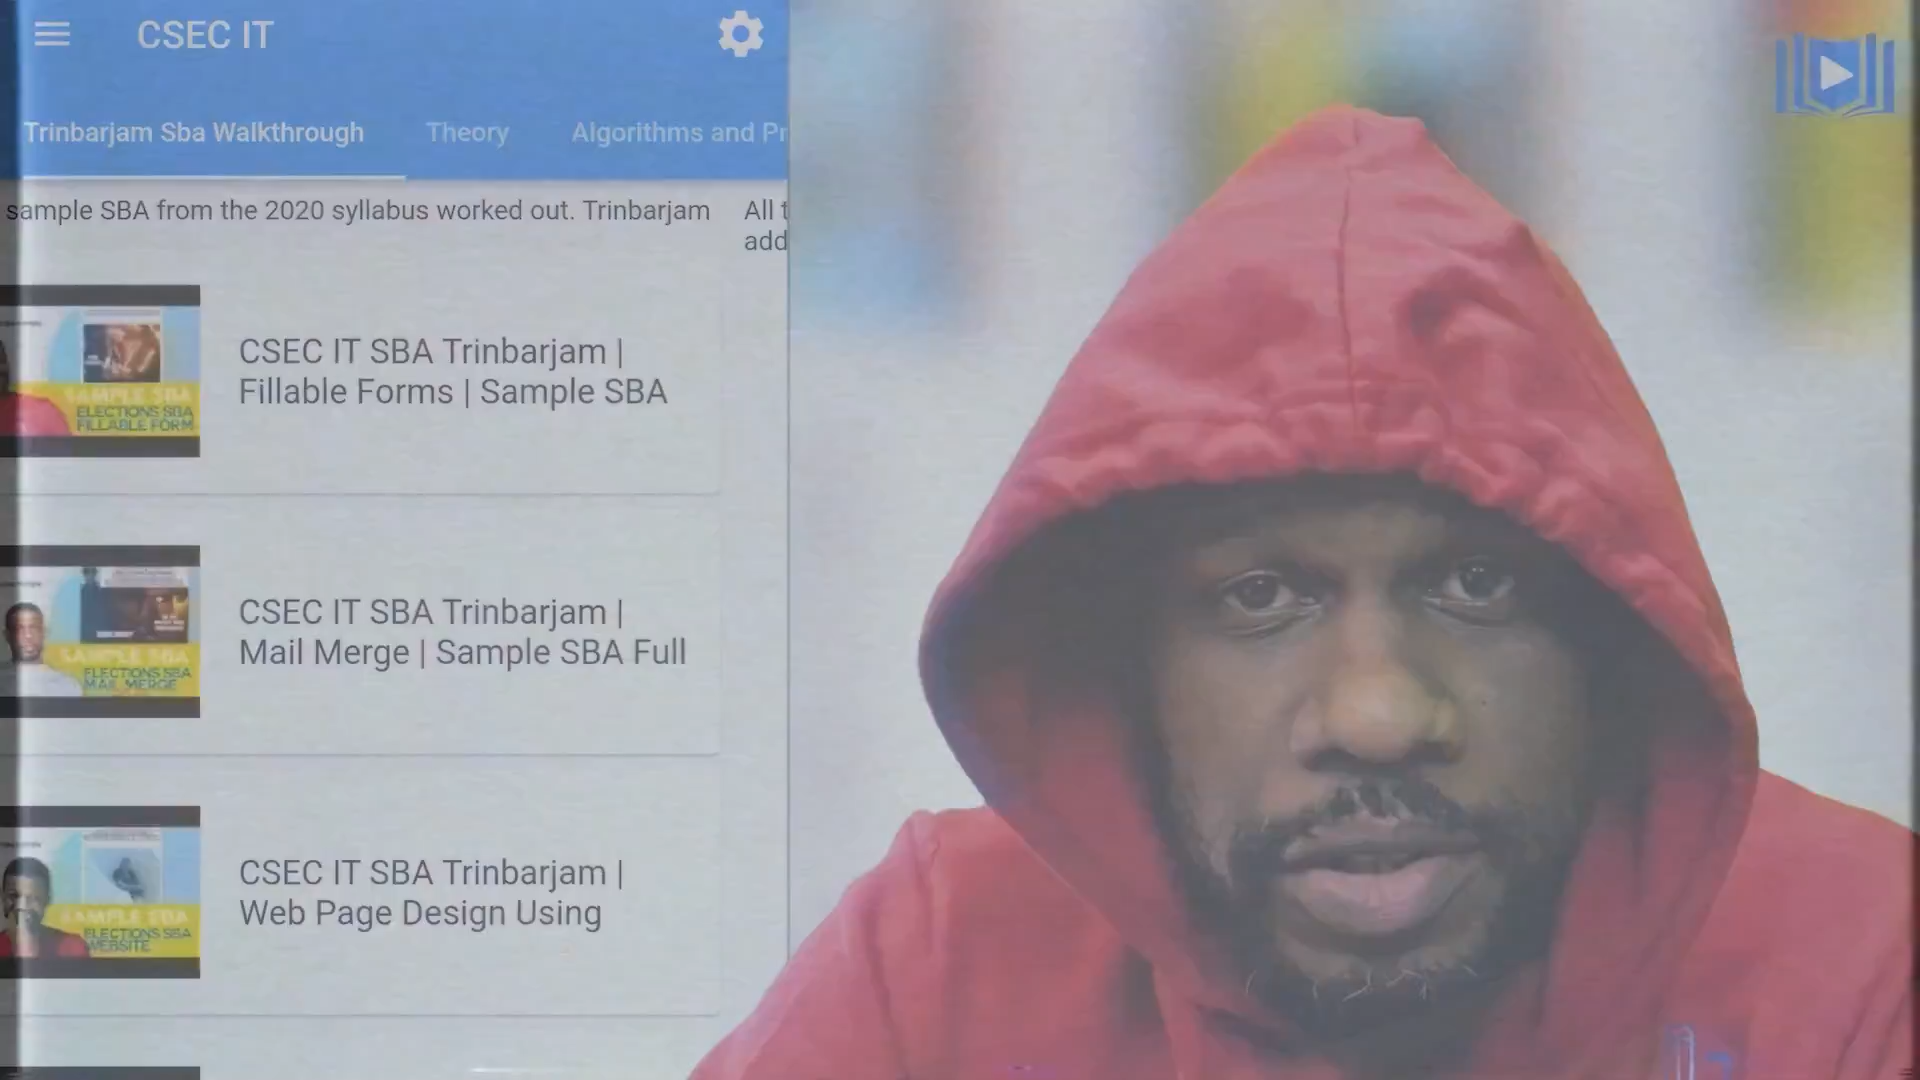 CSEC IT
Trinbarjam Sba Walkthrough
Theory
Algorithms and Pr
sample SBA from the 2020 syllabus worked out. Trinbarjam
All t
add
CSEC IT SBA Trinbarjam |
Fillable Forms | Sample SBA
SAMPLE SBA
ELECTIONS SBA
FILLABLE FORM
CSEC IT SBA Trinbarjam |
Mail Merge | Sample SBA Full
SAMPLE SBA
ELECTIONS SBA
MAIL MERGE
CSEC IT SBA Trinbarjam |
Web Page Design Using
SAMPLE SBA
ELECTIONS SBA
WEBSITE